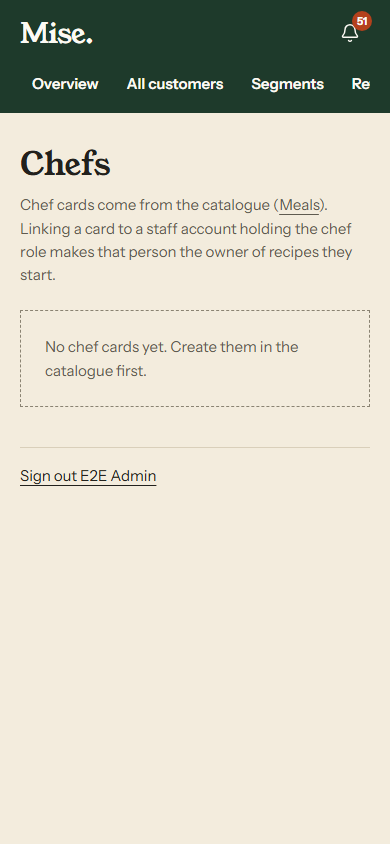 Mise.
51
Overview All customers Segments Re
Chefs
Chef cards come from the catalogue (Meals).
Linking a card to a staff account holding the chef
role makes that person the owner of recipes they
start.
No chef cards yet. Create them in the
catalogue first.
Sign out E2E Admin